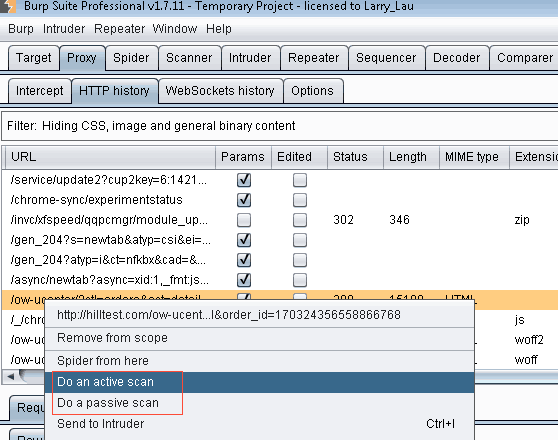 Burp Suite Professional v1.7.11 - Temporary Project - licensed to Larry_Lau
Burp Intruder Repeater Window Help
Target Proxy Spider Scanner Intruder Repeater Sequencer Decoder Comparer
Intercept HTTP history WebSockets history Options
Filter: Hiding CSS, image and general binary content
URL Params Edited Status Length MIME type Extensio
/service/update2?cup2key=6:1421...
/chrome-sync/experimentstatus
/invc/xfspeed/qqpcmgr/module_up... 302 346 zip
/gen_204?s=newtab&atyp=csi&ei=...
/gen_204?atyp=i&ct=nfkbx&cad=&...
/async/newtab?async=xid:1,_fmt:js...
/ow-ucenter/?ctl=orders&act=detail 200 15180 HTML
/_/chro js
http://hilltest.com/ow-ucent...l&order_id=170324356558866768
/ow-u woff2
Remove from scope
/ow-u woff
Spider from here
Do an active scan
Do a passive scan
Send to Intruder Ctrl+I
Requ